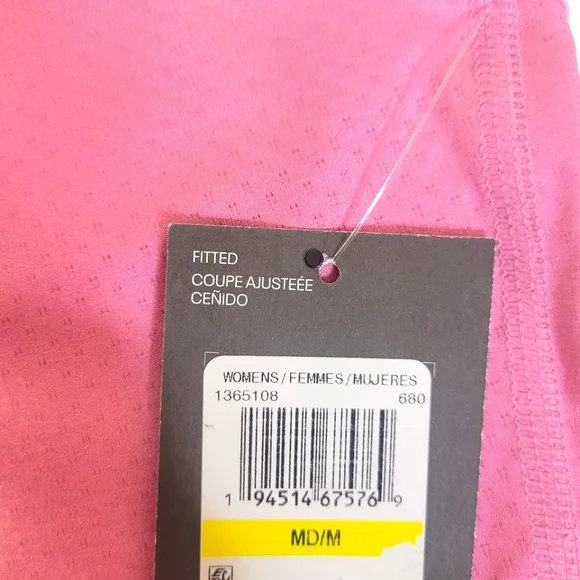 FITTED
COUPE AJUSTEÉE
CEÑIDO
WOMENS/FEMMES/MUJERES
1365108 680
1 94514 67576 9
MD/M